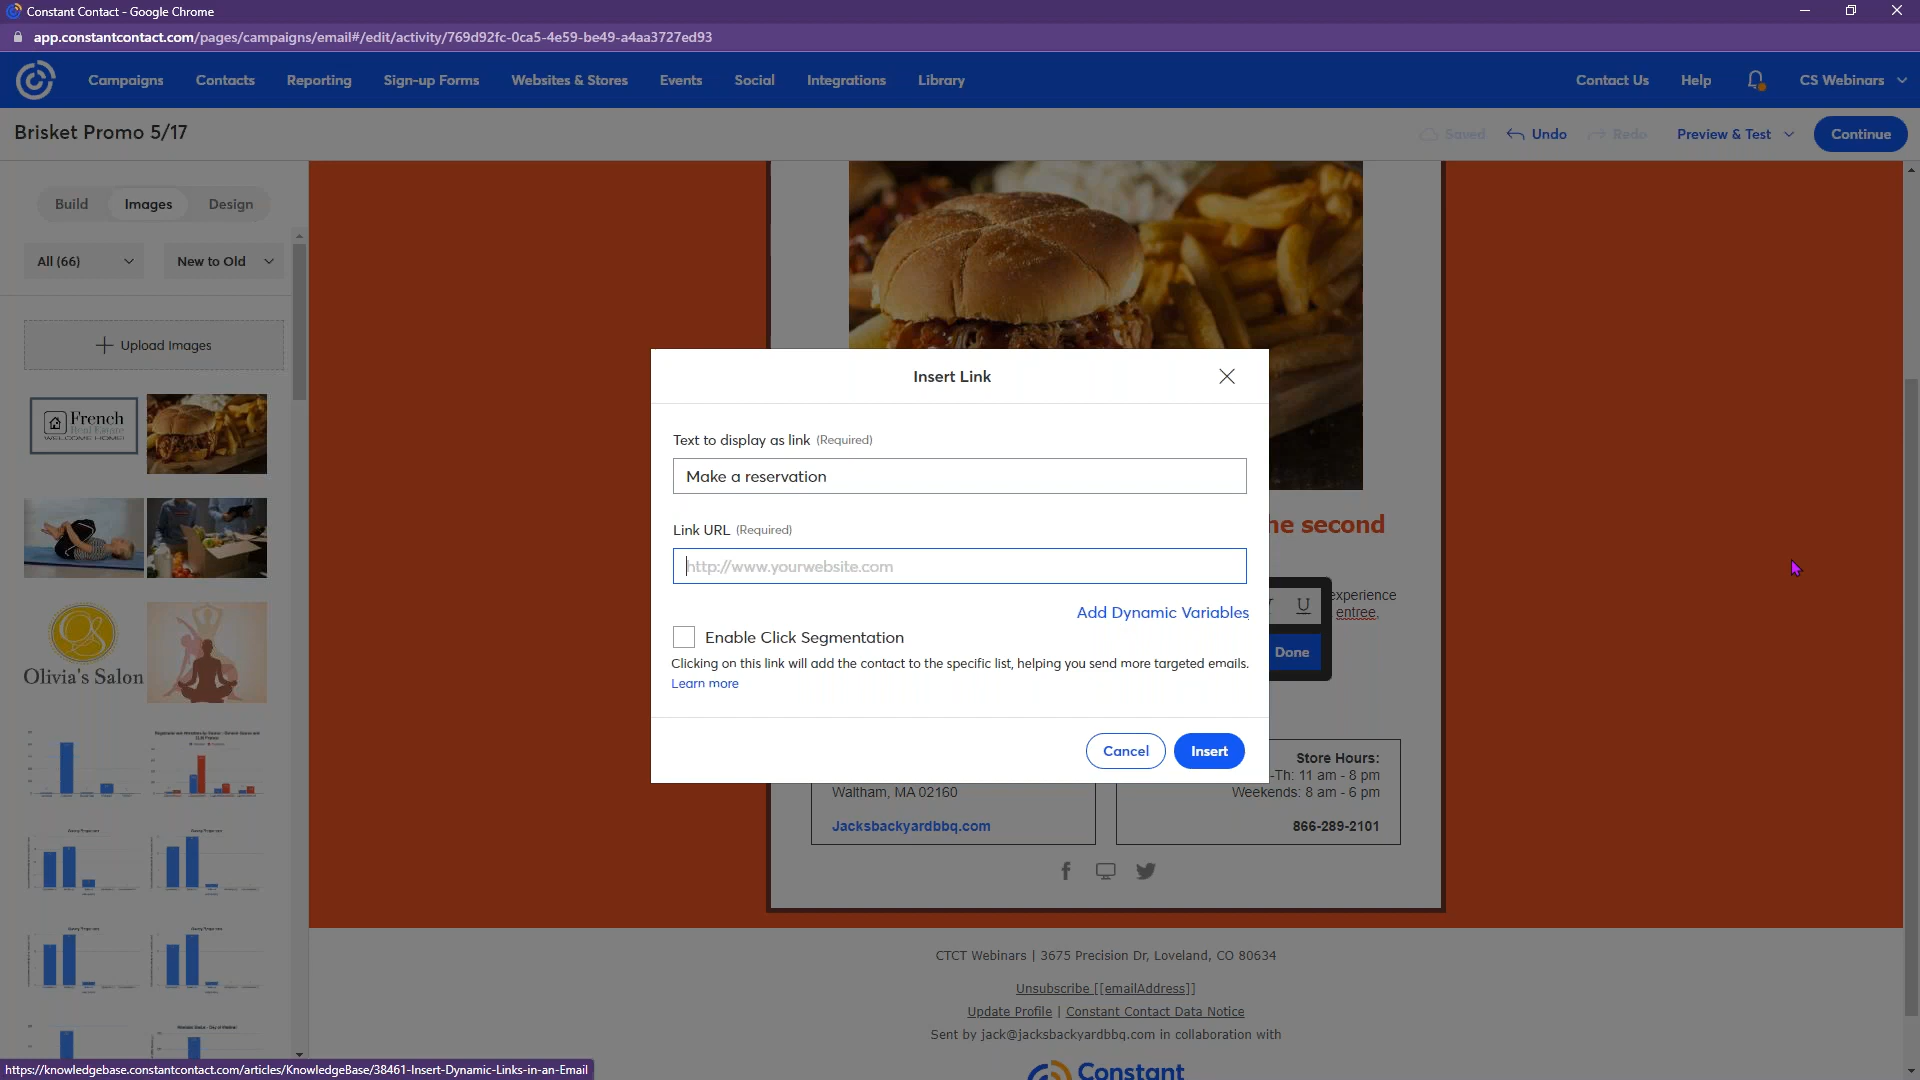 Constant Contact - Google Chrome
app.constantcontact.com/pages/campaigns/email#/edit/activity/769d92fc-0ca5-4e59-be49-a4aa3727ed93
Campaigns Contacts Reporting Sign-up Forms Websites & Stores Events Social Integrations Library Contact Us Help CS Webinars
Brisket Promo 5/17 Saved Undo Redo Preview & Test Continue
Build Images Design
All (66) New to Old
Upload Images
French
Real Estate
WELCOME HOME!
OS
Olivia's Salon
Insert Link
Text to display as link (Required)
Make a reservation
Link URL (Required)
http://www.yourwebsite.com
Add Dynamic Variables
Enable Click Segmentation
Clicking on this link will add the contact to the specific list, helping you send more targeted emails.
Learn more
Cancel Insert
he second
experience
entree,
U
Done
Store Hours:
-Th: 11 am - 8 pm
Waltham, MA 02160 Weekends: 8 am - 6 pm
Jacksbackyardbbq.com 866-289-2101
CTCT Webinars | 3675 Precision Dr, Loveland, CO 80634
Unsubscribe [[emailAddress]]
Update Profile | Constant Contact Data Notice
Sent by jack@jacksbackyardbbq.com in collaboration with
Constant
https://knowledgebase.constantcontact.com/articles/KnowledgeBase/38461-Insert-Dynamic-Links-in-an-Email